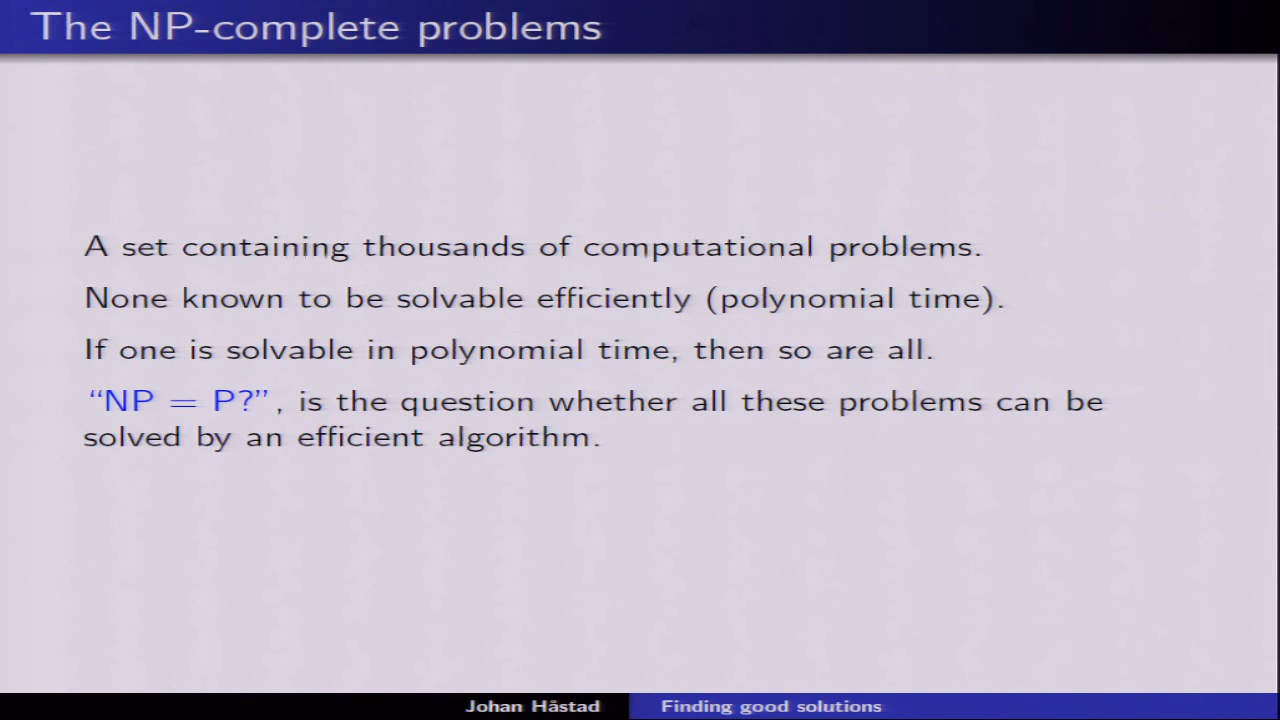 The NP-complete problems
A set containing thousands of computational problems.
None known to be solvable efficiently (polynomial time).
If one is solvable in polynomial time, then so are all.
“NP = P?”, is the question whether all these problems can be
solved by an efficient algorithm.
Johan Håstad Finding good solutions